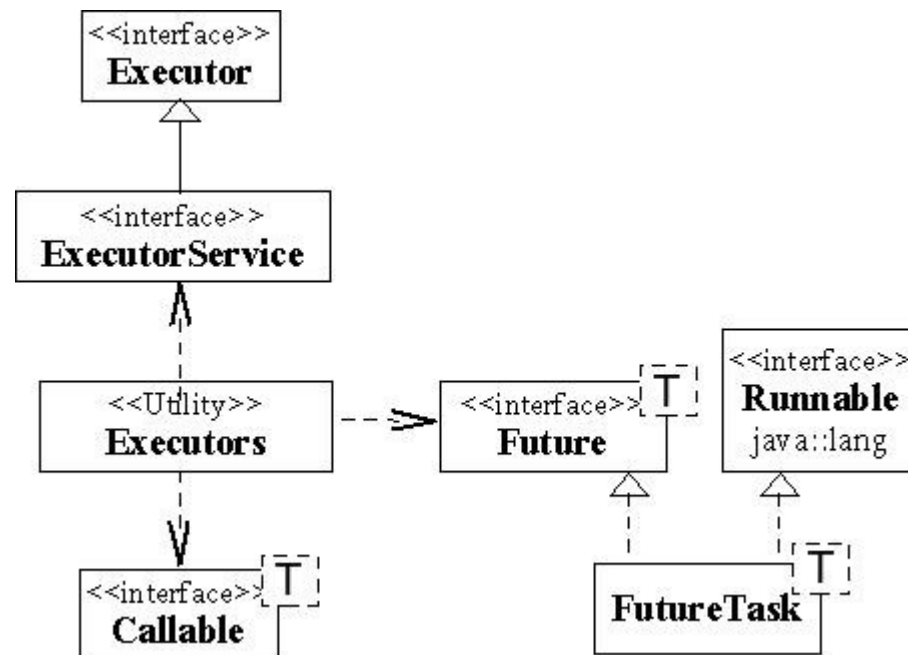 <<interface>>
Executor
<<interface>>
ExecutorService
<<Utility>>
Executors
<<interface>>
T
Future
<<interface>>
Runnable
java::lang
<<interface>>
T
Callable
T
FutureTask